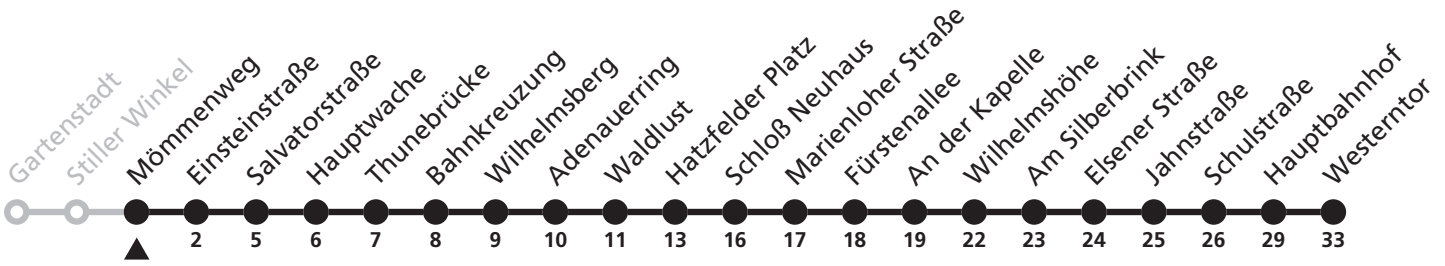 Gartenstadt
Stiller Winkel
Mömmenweg
Einsteinstraße
Salvatorstraße
Hauptwache
Thunebrücke
Bahnkreuzung
Wilhelmsberg
Adenauerring
Waldlust
Hatzfelder Platz
Schloß Neuhaus
Marienloher Straße
Fürstenallee
An der Kapelle
Wilhelmshöhe
Am Silberbrink
Elsener Straße
Jahnstraße
Schulstraße
Hauptbahnhof
Westerntor
2 5 6 7 8 9 10 11 13 16 17 18 19 22 23 24 25 26 29 33